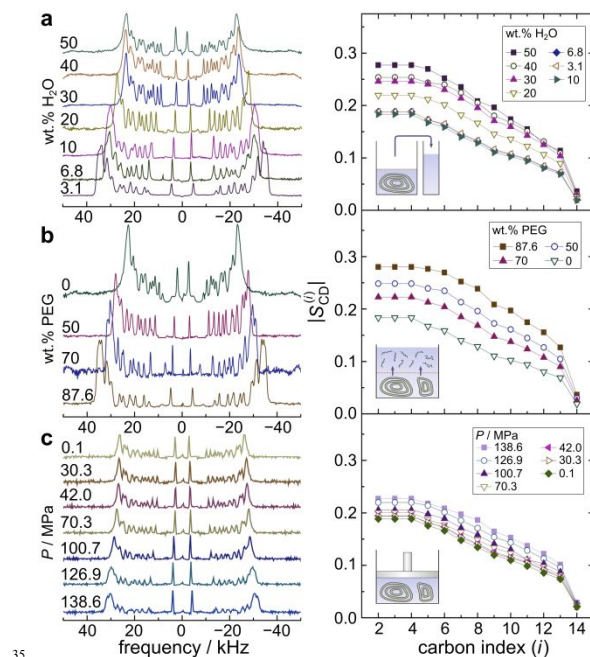 a
wt.% H₂O
50
40
30
20
10
6.8
3.1
40 20 0 -20 -40
0.3
0.2
0.1
0.0
wt.% H₂O
50 6.8
40 3.1
30 10
20
b
wt.% PEG
0
50
70
87.6
40 20 0 -20 -40
|S_CD^(i)|
0.3
0.2
0.1
0.0
wt.% PEG
87.6 50
70 0
c
P / MPa
0.1
30.3
42.0
70.3
100.7
126.9
138.6
40 20 0 -20 -40
frequency / kHz
0.3
0.2
0.1
0.0
P / MPa
138.6 42.0
126.9 30.3
100.7 0.1
70.3
2 4 6 8 10 12 14
carbon index (i)
35